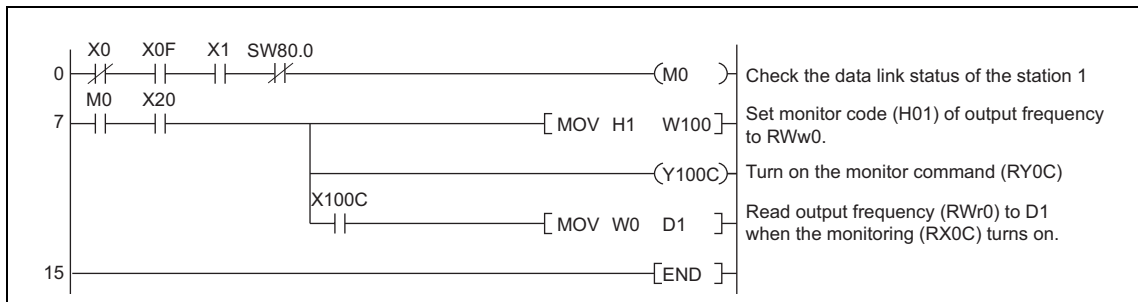 X0 X0F X1 SW80.0
0 (M0 ) Check the data link status of the station 1
M0 X20
7 [ MOV H1 W100 ] Set monitor code (H01) of output frequency
to RWw0.
(Y100C) Turn on the monitor command (RY0C)
X100C
[ MOV W0 D1 ] Read output frequency (RWr0) to D1
when the monitoring (RX0C) turns on.
15 [END ]